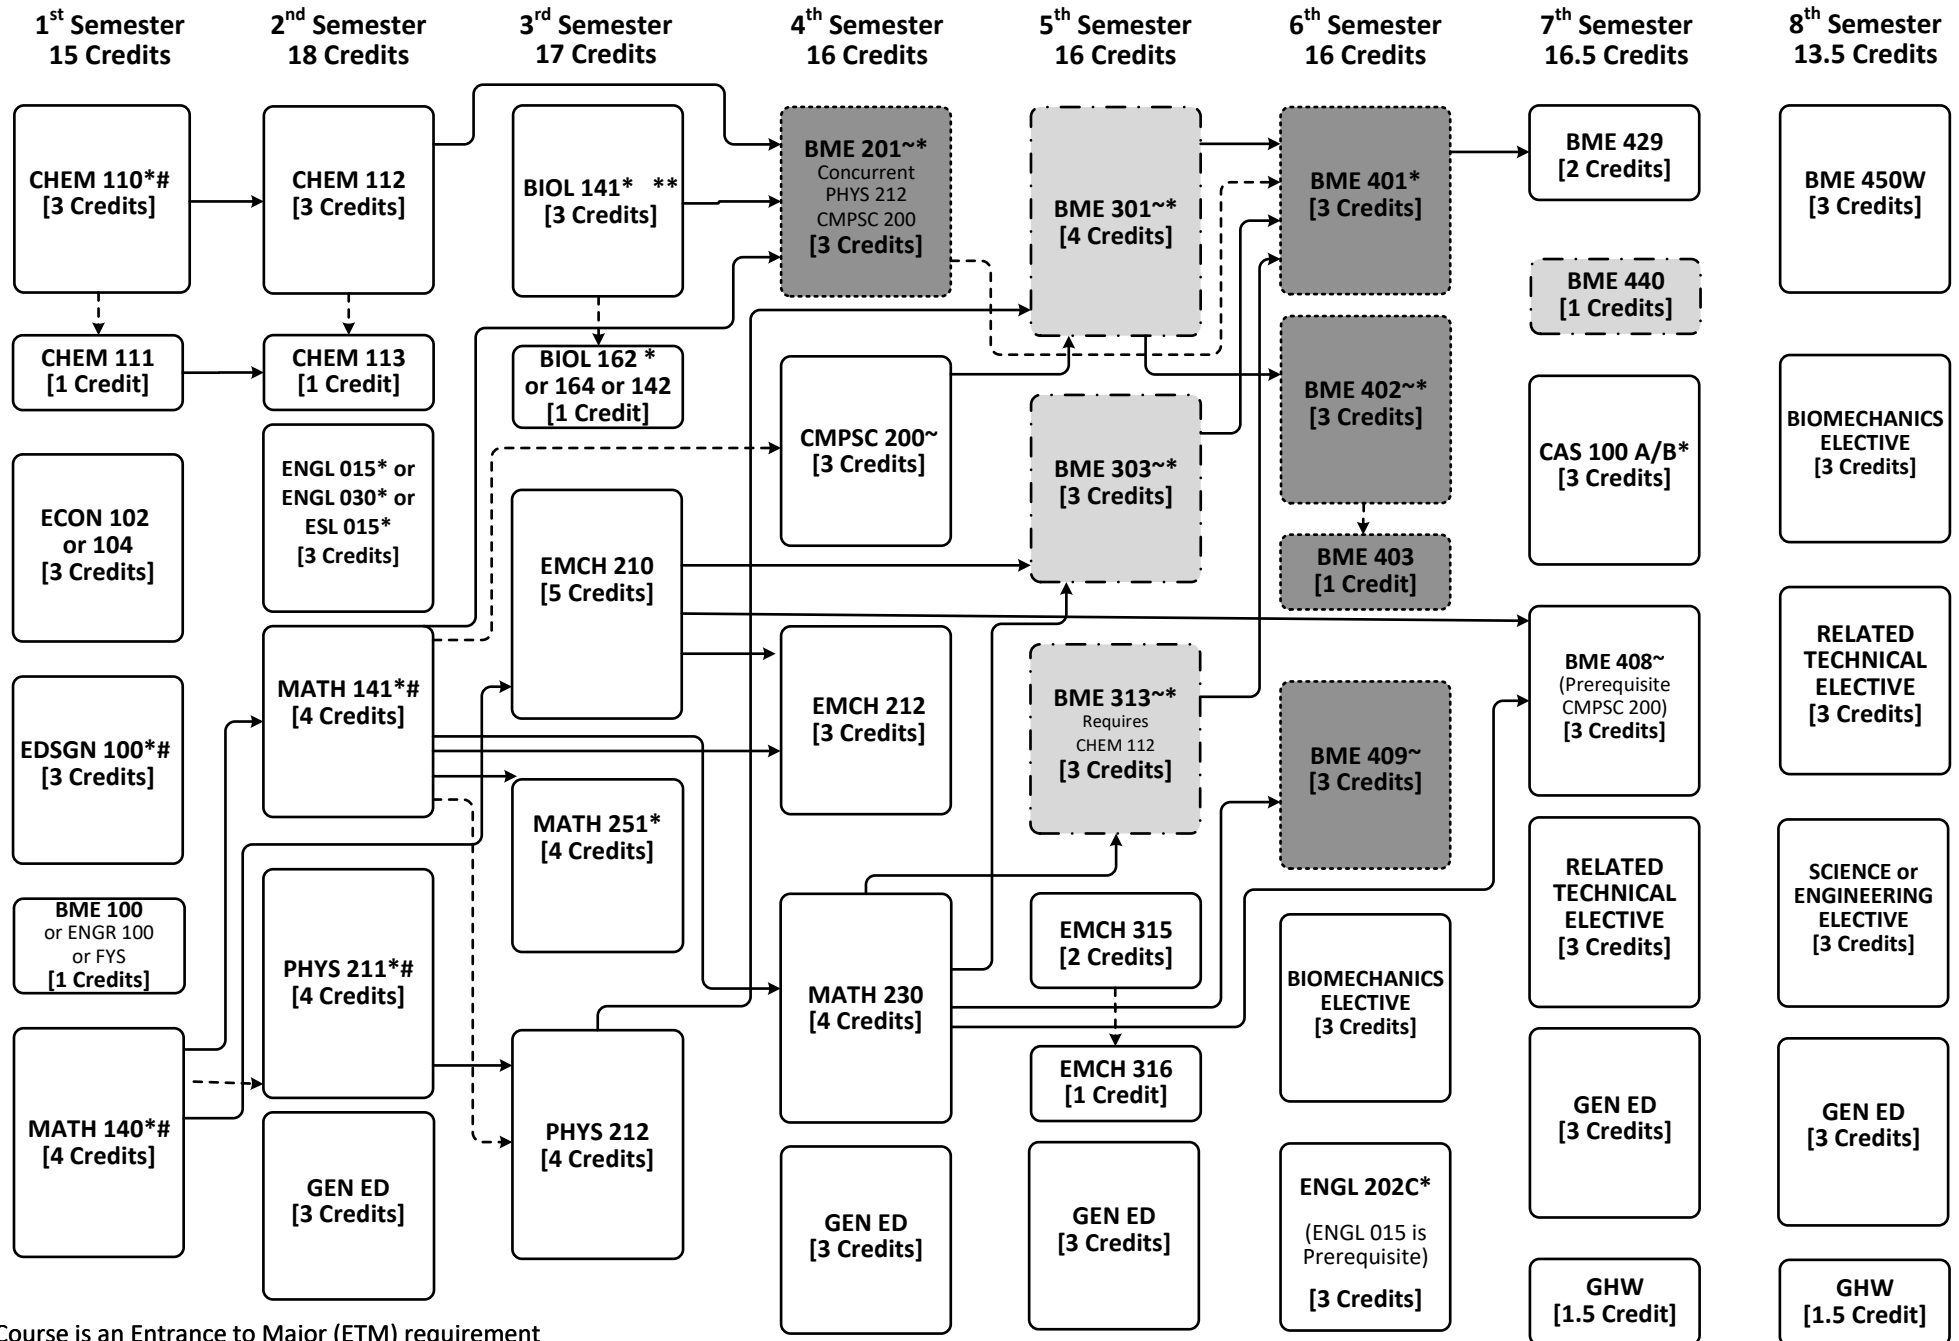 1st Semester
15 Credits
2nd Semester
18 Credits
3rd Semester
17 Credits
4th Semester
16 Credits
5th Semester
16 Credits
6th Semester
16 Credits
7th Semester
16.5 Credits
8th Semester
13.5 Credits
CHEM 110*#
[3 Credits]
CHEM 111
[1 Credit]
ECON 102
or 104
[3 Credits]
EDSGN 100*#
[3 Credits]
BME 100
or ENGR 100
or FYS
[1 Credits]
MATH 140*#
[4 Credits]
CHEM 112
[3 Credits]
CHEM 113
[1 Credit]
ENGL 015* or
ENGL 030* or
ESL 015*
[3 Credits]
MATH 141*#
[4 Credits]
PHYS 211*#
[4 Credits]
GEN ED
[3 Credits]
BIOL 141* **
[3 Credits]
BIOL 162 *
or 164 or 142
[1 Credit]
EMCH 210
[5 Credits]
MATH 251*
[4 Credits]
PHYS 212
[4 Credits]
BME 201~*
Concurrent
PHYS 212
CMPSC 200
[3 Credits]
CMPSC 200~
[3 Credits]
EMCH 212
[3 Credits]
MATH 230
[4 Credits]
GEN ED
[3 Credits]
BME 301~*
[4 Credits]
BME 303~*
[3 Credits]
BME 313~*
Requires
CHEM 112
[3 Credits]
EMCH 315
[2 Credits]
EMCH 316
[1 Credit]
GEN ED
[3 Credits]
BME 401*
[3 Credits]
BME 402~*
[3 Credits]
BME 403
[1 Credit]
BME 409~
[3 Credits]
BIOMECHANICS
ELECTIVE
[3 Credits]
ENGL 202C*
(ENGL 015 is
Prerequisite)
[3 Credits]
BME 429
[2 Credits]
BME 440
[1 Credits]
CAS 100 A/B*
[3 Credits]
BME 408~
(Prerequisite
CMPSC 200)
[3 Credits]
RELATED
TECHNICAL
ELECTIVE
[3 Credits]
GEN ED
[3 Credits]
GHW
[1.5 Credit]
BME 450W
[3 Credits]
BIOMECHANICS
ELECTIVE
[3 Credits]
RELATED
TECHNICAL
ELECTIVE
[3 Credits]
SCIENCE or
ENGINEERING
ELECTIVE
[3 Credits]
GEN ED
[3 Credits]
GHW
[1.5 Credit]
Course is an Entrance to Major (ETM) requirement